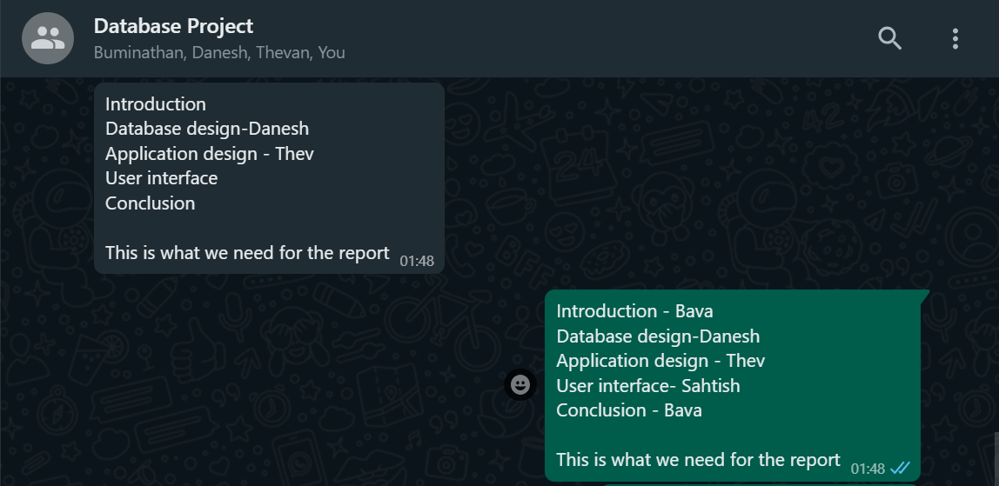 Database Project
Buminathan, Danesh, Thevan, You
Introduction
Database design-Danesh
Application design - Thev
User interface
Conclusion
This is what we need for the report
01:48
Introduction - Bava
Database design-Danesh
Application design - Thev
User interface- Sahtish
Conclusion - Bava
This is what we need for the report
01:48